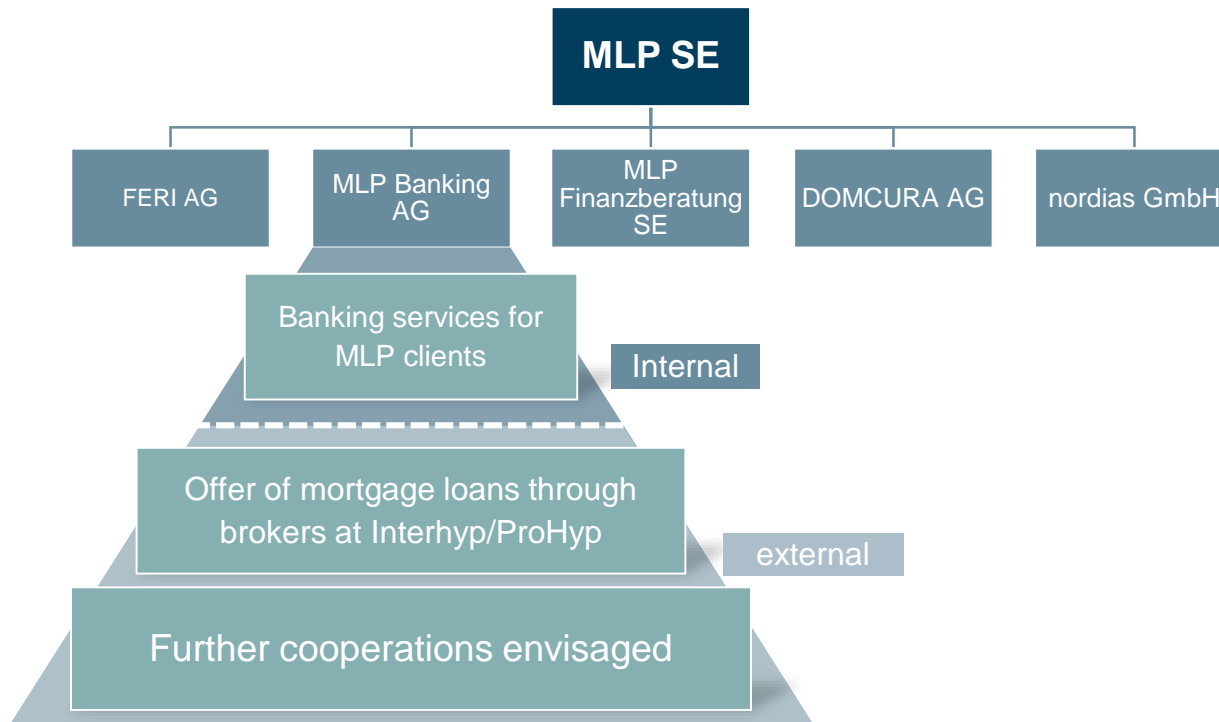 MLP SE
FERI AG
MLP Banking
AG
MLP
Finanzberatung
SE
DOMCURA AG
nordias GmbH
Banking services for
MLP clients
Internal
Offer of mortgage loans through
brokers at Interhyp/ProHyp
external
Further cooperations envisaged